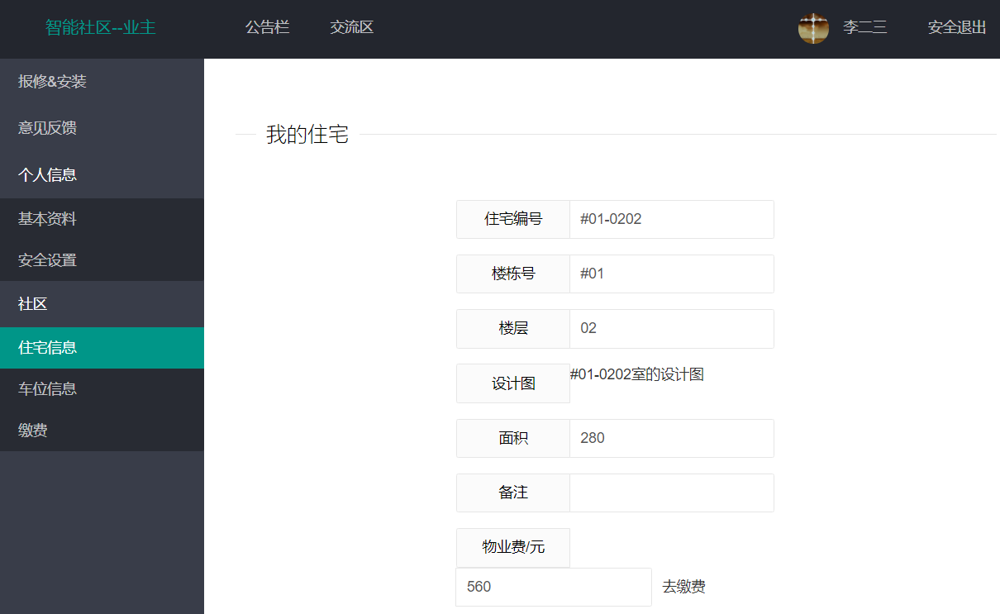 智能社区--业主 公告栏 交流区 李二三 安全退出
报修&安装
意见反馈
个人信息
基本资料
安全设置
社区
住宅信息
车位信息
缴费
我的住宅
住宅编号 #01-0202
楼栋号 #01
楼层 02
设计图 #01-0202室的设计图
面积 280
备注
物业费/元
560 去缴费